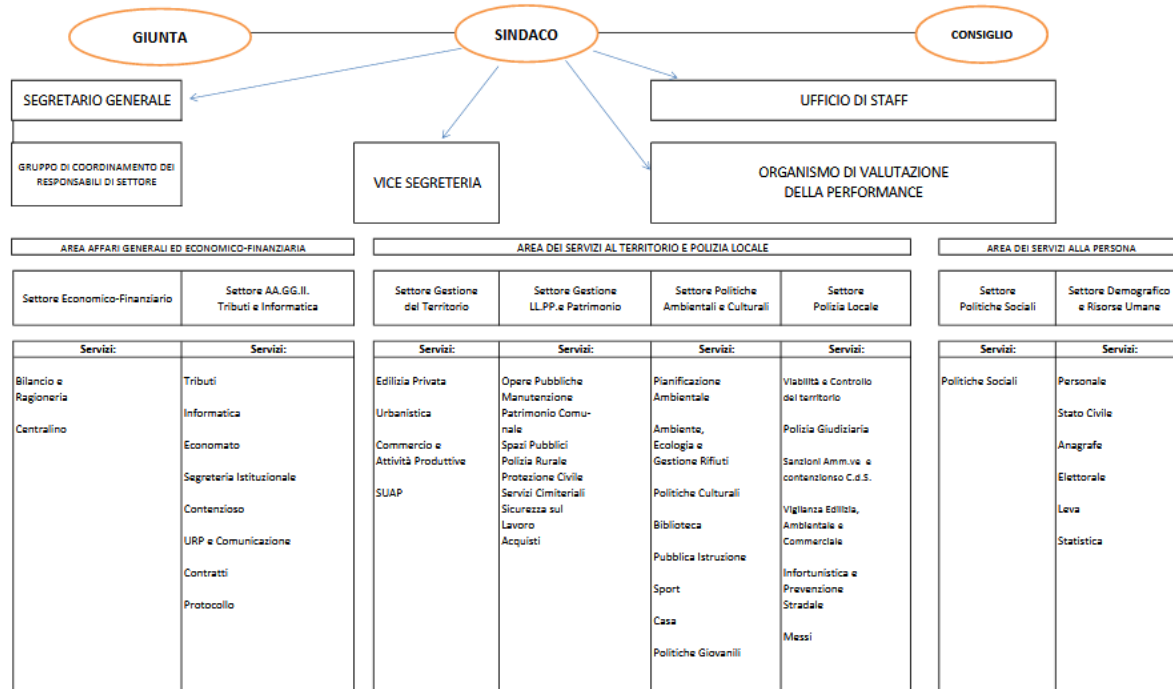 GIUNTA
SINDACO
CONSIGLIO
SEGRETARIO GENERALE
UFFICIO DI STAFF
GRUPPO DI COORDINAMENTO DEI
RESPONSABILI DI SETTORE
VICE SEGRETERIA
ORGANISMO DI VALUTAZIONE
DELLA PERFORMANCE
AREA AFFARI GENERALI ED ECONOMICO-FINANZIARIA
AREA DEI SERVIZI AL TERRITORIO E POLIZIA LOCALE
AREA DEI SERVIZI ALLA PERSONA
Settore Economico-Finanziario
Settore AA.GG.II.
Tributi e Informatica
Settore Gestione
del Territorio
Settore Gestione
LL.PP.e Patrimonio
Settore Politiche
Ambientali e Culturali
Settore
Polizia Locale
Settore
Politiche Sociali
Settore Demografico
e Risorse Umane
Servizi:
Bilancio e
Ragioneria
Centralino
Servizi:
Tributi
Informatica
Economato
Segreteria Istituzionale
Contenzioso
URP e Comunicazione
Contratti
Protocollo
Servizi:
Edilizia Privata
Urbanistica
Commercio e
Attività Produttive
SUAP
Servizi:
Opere Pubbliche
Manutenzione
Patrimonio Comu-
nale
Spazi Pubblici
Polizia Rurale
Protezione Civile
Servizi Cimiteriali
Sicurezza sul
Lavoro
Acquisti
Servizi:
Pianificazione
Ambientale
Ambiente,
Ecologia e
Gestione Rifiuti
Politiche Culturali
Biblioteca
Pubblica Istruzione
Sport
Casa
Politiche Giovanili
Servizi:
Viabilità e Controllo
del territorio
Polizia Giudiziaria
Sanzioni Amm.ve e
contenzionso C.d.S.
Vigilanza Edilizia,
Ambientale e
Commerciale
Infortunistica e
Prevenzione
Stradale
Messi
Servizi:
Politiche Sociali
Servizi:
Personale
Stato Civile
Anagrafe
Elettorale
Leva
Statistica